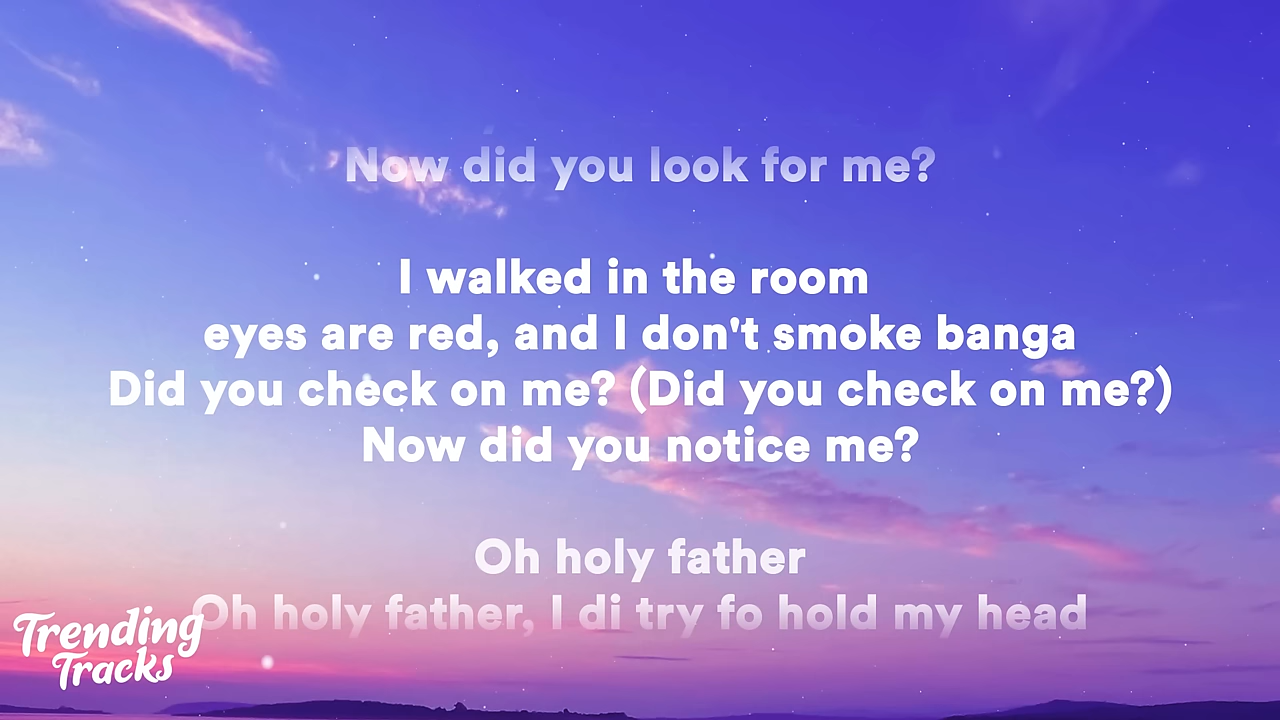 Now did you look for me?
I walked in the room
eyes are red, and I don't smoke banga
Did you check on me? (Did you check on me?)
Now did you notice me?
Oh holy father
Oh holy father, I di try fo hold my head
Trending
Tracks